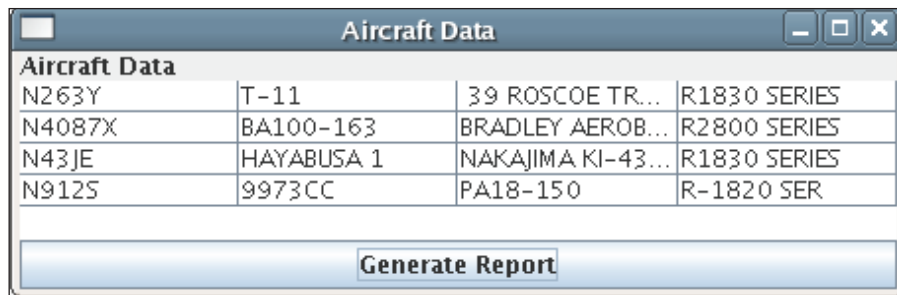 Aircraft Data
Aircraft Data
N263Y T-11 39 ROSCOE TR... R1830 SERIES
N4087X BA100-163 BRADLEY AEROB... R2800 SERIES
N43JE HAYABUSA 1 NAKAJIMA KI-43... R1830 SERIES
N912S 9973CC PA18-150 R-1820 SER
Generate Report